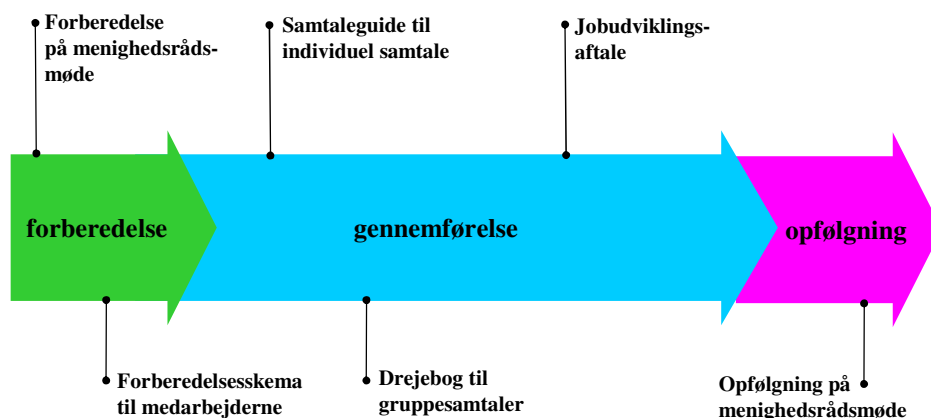 Forberedelse
på menighedsråds-
møde
Samtaleguide til
individuel samtale
Jobudviklings-
aftale
forberedelse
gennemførelse
opfølgning
Forberedelsesskema
til medarbejderne
Drejebog til
gruppesamtaler
Opfølgning på
menighedsrådsmøde